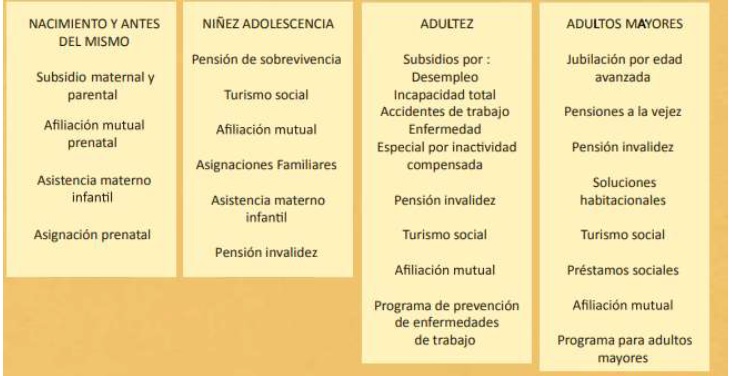 NACIMIENTO Y ANTES
DEL MISMO
Subsidio maternal y
parental
Afiliación mutual
prenatal
Asistencia materno
infantil
Asignación prenatal
NIÑEZ ADOLESCENCIA
Pensión de sobrevivencia
Turismo social
Afiliación mutual
Asignaciones Familiares
Asistencia materno
infantil
Pensión invalidez
ADULTEZ
Subsidios por :
Desempleo
Incapacidad total
Accidentes de trabajo
Enfermedad
Especial por inactividad
compensada
Pensión invalidez
Turismo social
Afiliación mutual
Programa de prevención
de enfermedades
de trabajo
ADULTOS MAYORES
Jubilación por edad
avanzada
Pensiones a la vejez
Pensión invalidez
Soluciones
habitacionales
Turismo social
Préstamos sociales
Afiliación mutual
Programa para adultos
mayores